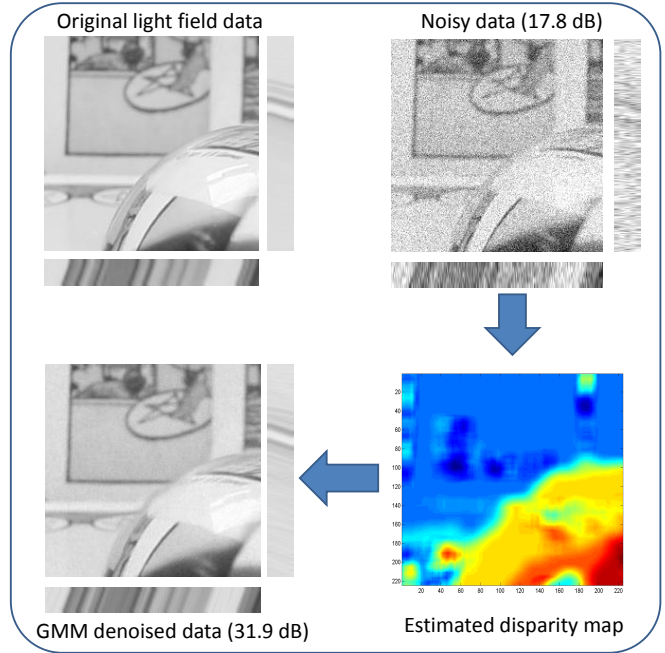 Original light field data
Noisy data (17.8 dB)
20
40
60
80
100
120
140
160
180
200
220
20 40 60 80 100 120 140 160 180 200 220
GMM denoised data (31.9 dB)
Estimated disparity map